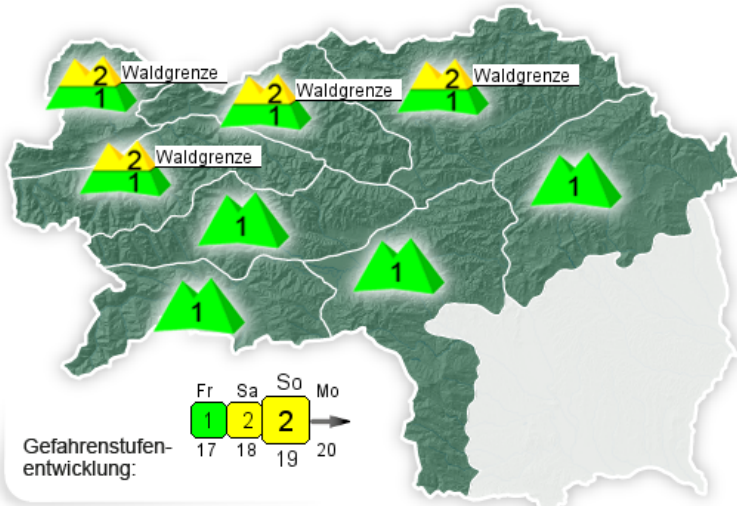 2 Waldgrenze
1
2 Waldgrenze
1
2 Waldgrenze
1
2 Waldgrenze
1
1
1
1
1
Fr Sa So Mo
1 2 2
17 18 19 20
Gefahrenstufen-
entwicklung: